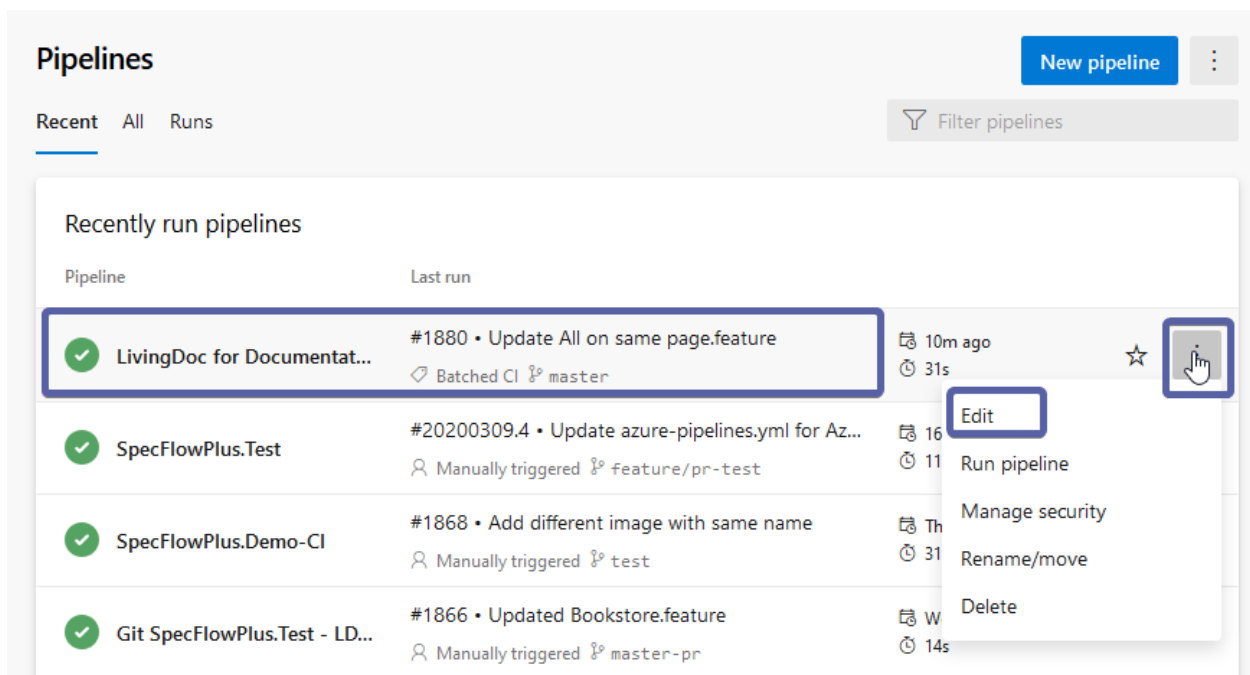 Pipelines
New pipeline
Recent All Runs
Filter pipelines
Recently run pipelines
Pipeline Last run
LivingDoc for Documentat...
#1880 • Update All on same page.feature
Batched CI master
10m ago
31s
SpecFlowPlus.Test
#20200309.4 • Update azure-pipelines.yml for Az...
Manually triggered feature/pr-test
16
11
SpecFlowPlus.Demo-CI
#1868 • Add different image with same name
Manually triggered test
Th
31
Git SpecFlowPlus.Test - LD...
#1866 • Updated Bookstore.feature
Manually triggered master-pr
W
14s
Edit
Run pipeline
Manage security
Rename/move
Delete